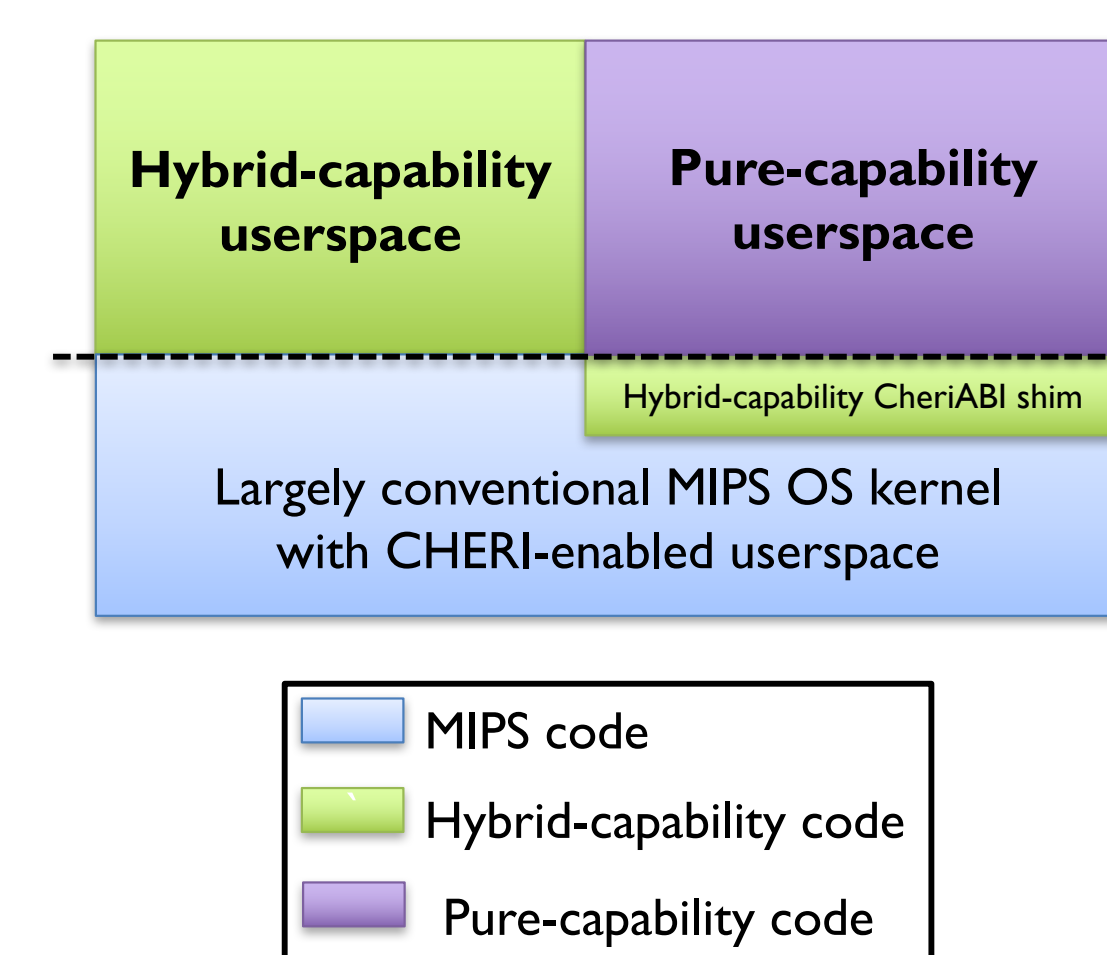 Hybrid-capability
userspace
Pure-capability
userspace
Hybrid-capability CheriABI shim
Largely conventional MIPS OS kernel
with CHERI-enabled userspace
MIPS code
`
Hybrid-capability code
Pure-capability code